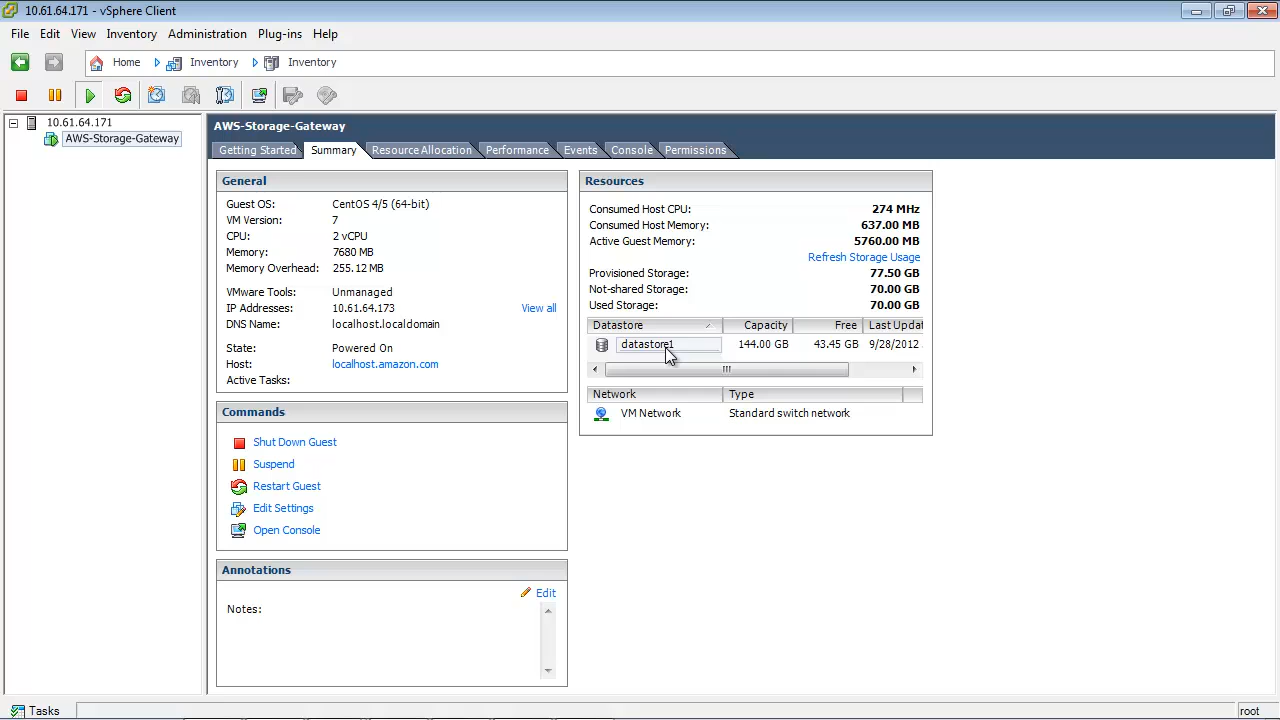 10.61.64.171 - vSphere Client
File Edit View Inventory Administration Plug-ins Help
Home Inventory Inventory
10.61.64.171
AWS-Storage-Gateway
AWS-Storage-Gateway
Getting Started Summary Resource Allocation Performance Events Console Permissions
General
Guest OS: CentOS 4/5 (64-bit)
VM Version: 7
CPU: 2 vCPU
Memory: 7680 MB
Memory Overhead: 255.12 MB
VMware Tools: Unmanaged
IP Addresses: 10.61.64.173 View all
DNS Name: localhost.localdomain
State: Powered On
Host: localhost.amazon.com
Active Tasks:
Commands
Shut Down Guest
Suspend
Restart Guest
Edit Settings
Open Console
Annotations
Edit
Notes:
Resources
Consumed Host CPU: 274 MHz
Consumed Host Memory: 637.00 MB
Active Guest Memory: 5760.00 MB
Refresh Storage Usage
Provisioned Storage: 77.50 GB
Not-shared Storage: 70.00 GB
Used Storage: 70.00 GB
Datastore Capacity Free Last Updat
datastore1 144.00 GB 43.45 GB 9/28/2012
Network Type
VM Network Standard switch network
Tasks root